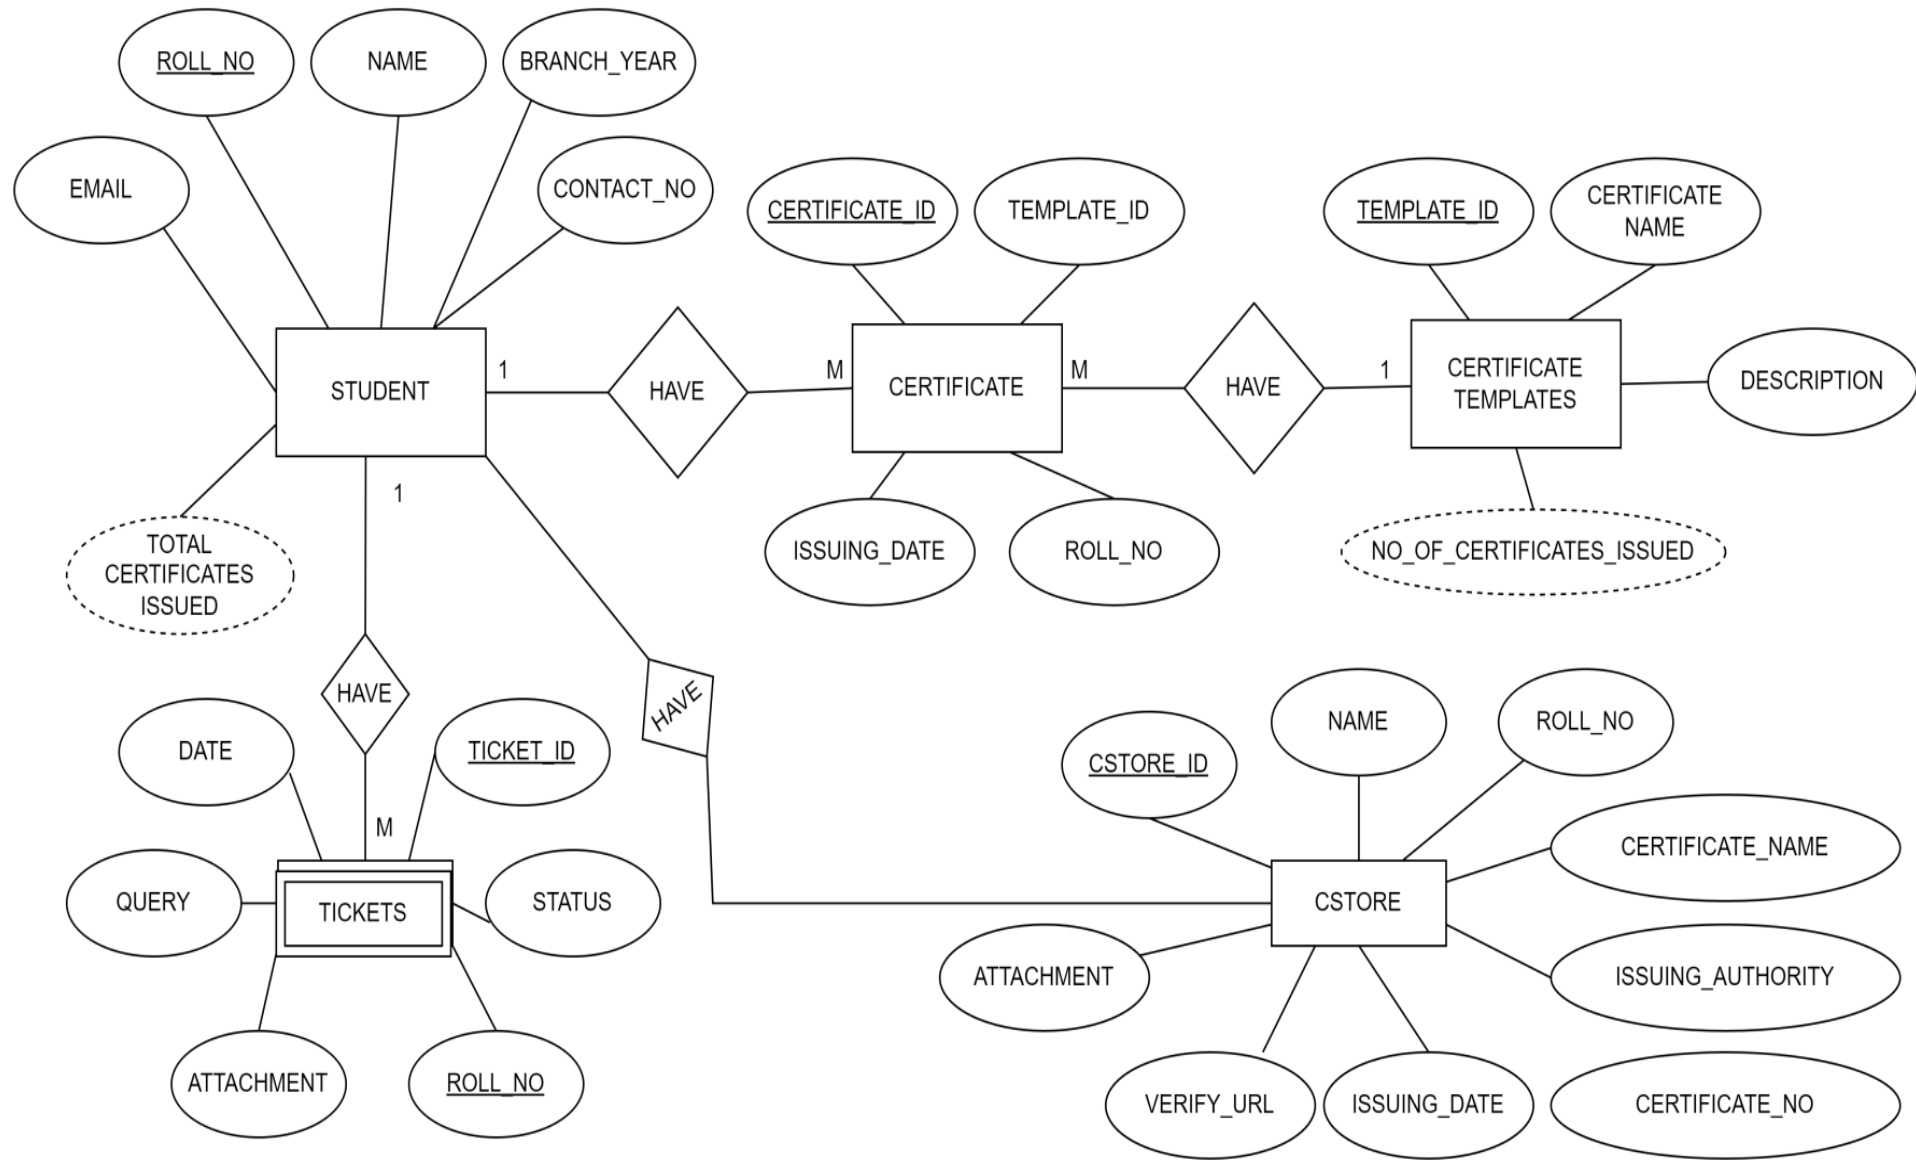 ROLL_NO
NAME
BRANCH_YEAR
EMAIL
CONTACT_NO
CERTIFICATE_ID
TEMPLATE_ID
TEMPLATE_ID
CERTIFICATE
NAME
STUDENT
1
HAVE
M
CERTIFICATE
M
HAVE
1
CERTIFICATE
TEMPLATES
DESCRIPTION
1
TOTAL
CERTIFICATES
ISSUED
ISSUING_DATE
ROLL_NO
NO_OF_CERTIFICATES_ISSUED
HAVE
HAVE
DATE
TICKET_ID
M
QUERY
TICKETS
STATUS
ATTACHMENT
ROLL_NO
CSTORE_ID
NAME
ROLL_NO
CERTIFICATE_NAME
CSTORE
ATTACHMENT
ISSUING_AUTHORITY
VERIFY_URL
ISSUING_DATE
CERTIFICATE_NO